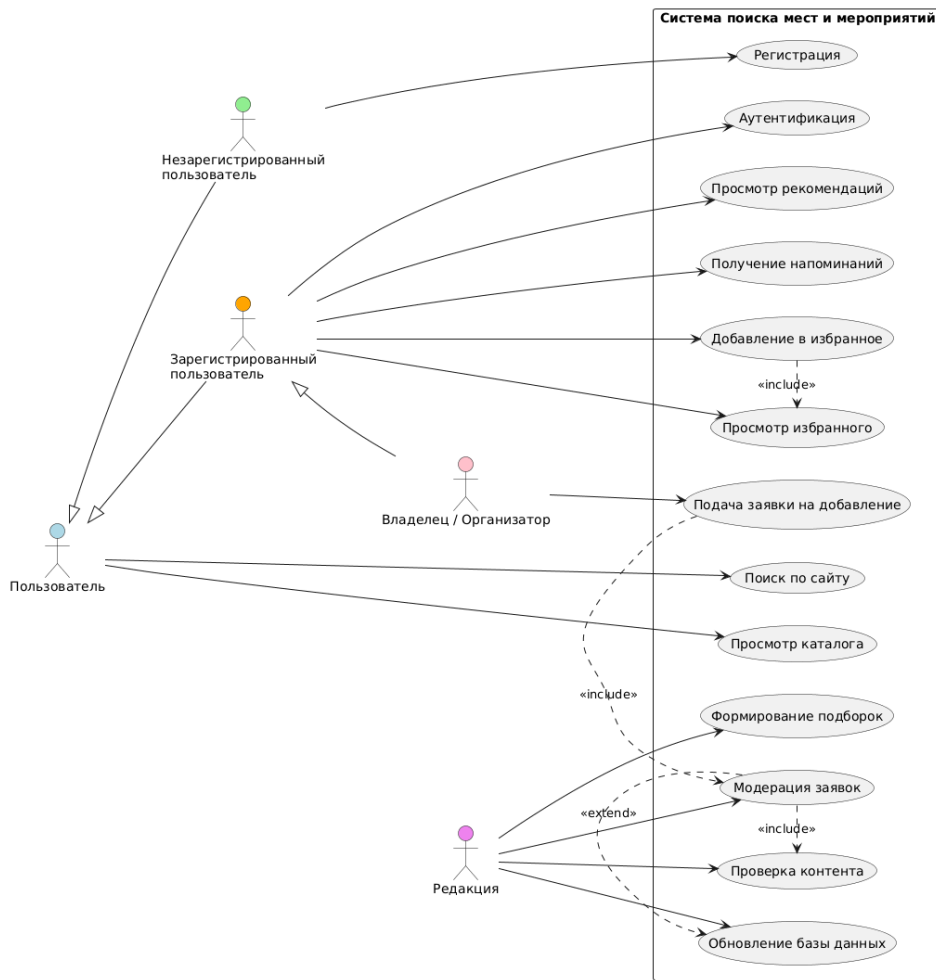 Система поиска мест и мероприятий
Регистрация
Незарегистрированный
пользователь
Аутентификация
Просмотр рекомендаций
Получение напоминаний
Добавление в избранное
Зарегистрированный
пользователь
«include»
Просмотр избранного
Владелец / Организатор
Подача заявки на добавление
Пользователь
Поиск по сайту
Просмотр каталога
«include»
Формирование подборок
Модерация заявок
«extend»
«include»
Редакция
Проверка контента
Обновление базы данных